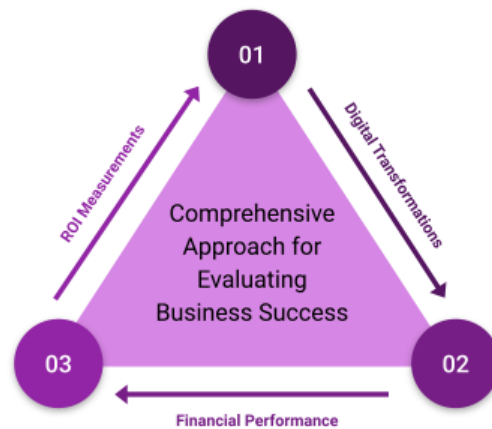 01
Digital Transformations
ROI Measurements
Comprehensive
Approach for
Evaluating
Business Success
03
02
Financial Performance